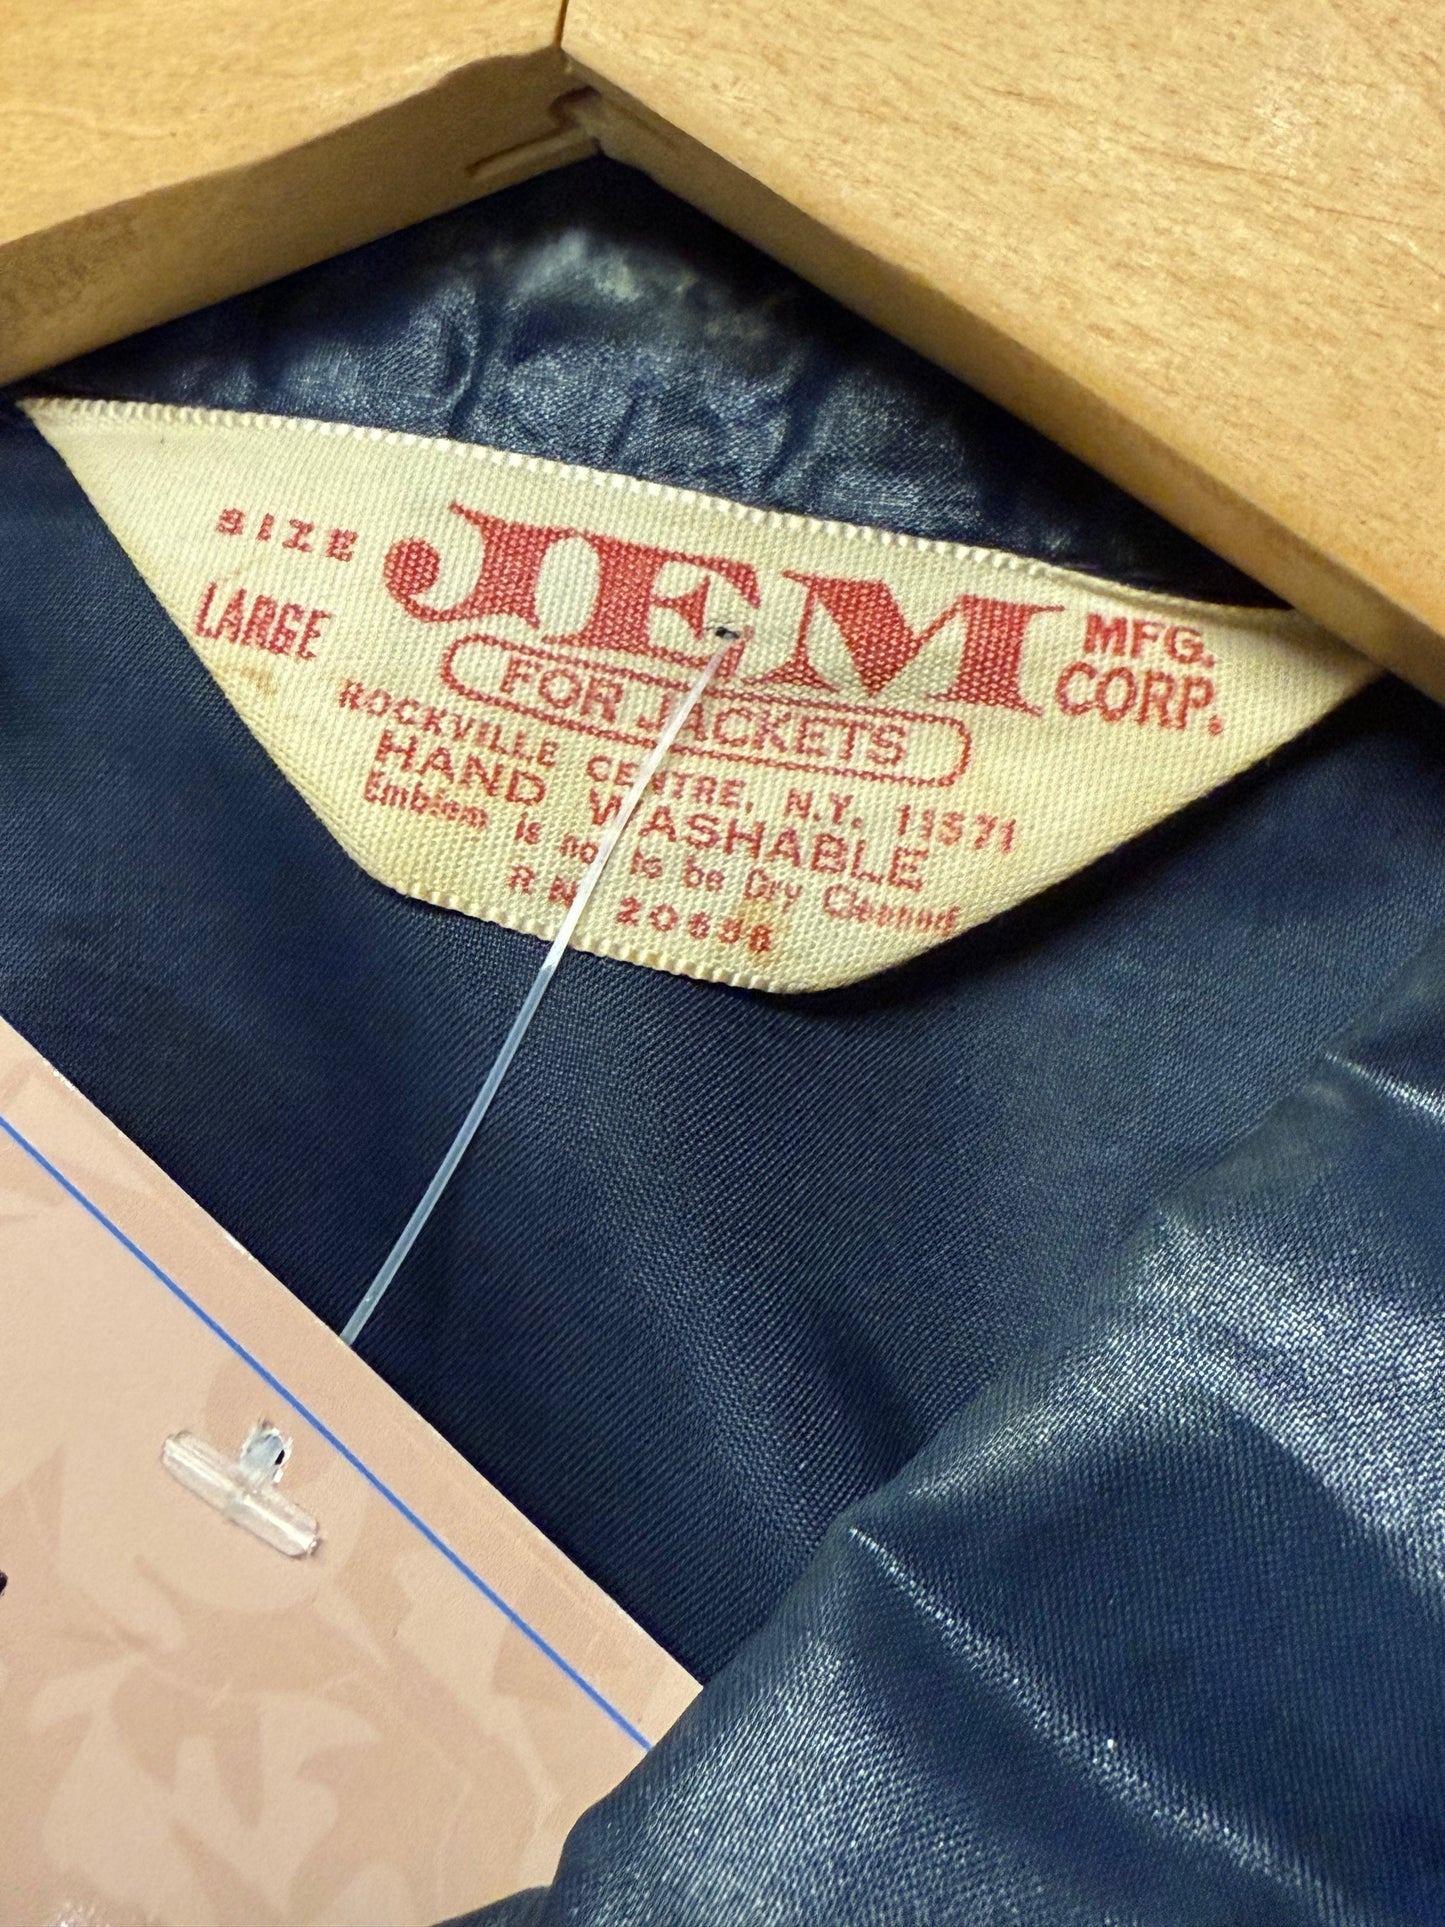 SIZE
LARGE
JEM
MFG.
CORP.
FOR JACKETS
ROCKVILLE CENTRE, N.Y. 11571
HAND WASHABLE
Emblem is not to be Dry Cleaned
RN